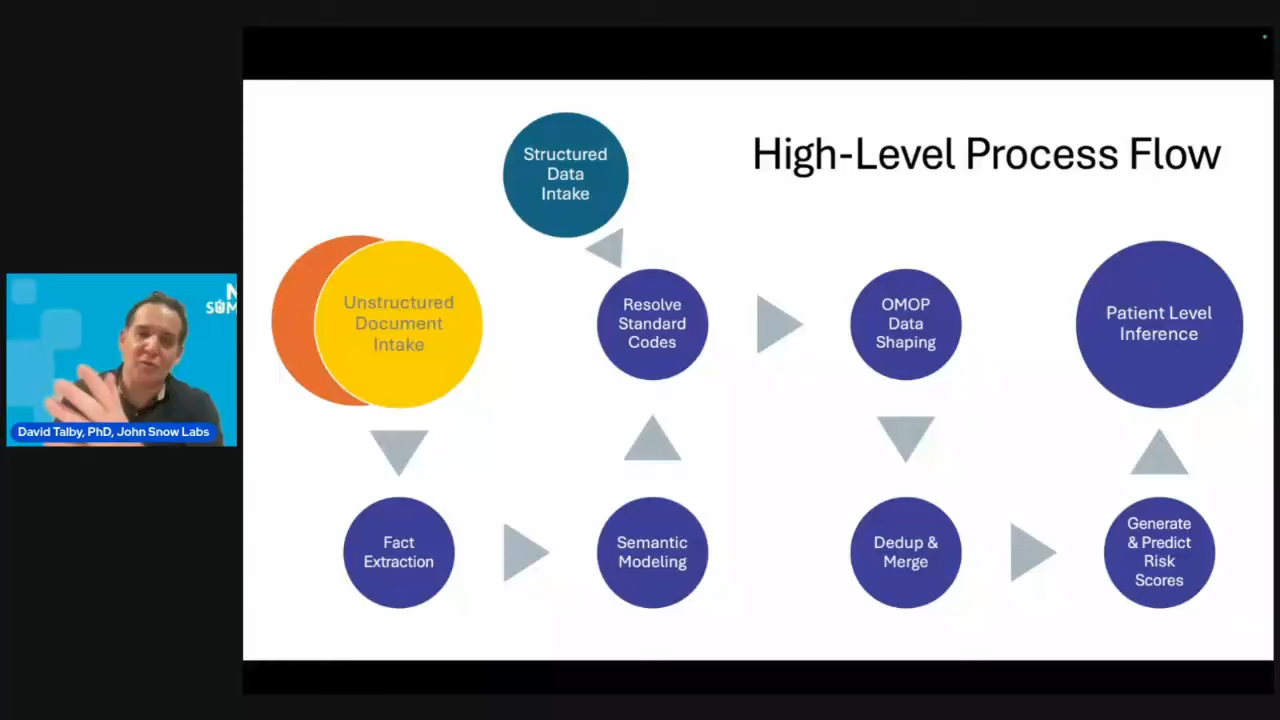 High-Level Process Flow
Structured
Data
Intake
Unstructured
Document
Intake
Resolve
Standard
Codes
OMOP
Data
Shaping
Patient Level
Inference
Fact
Extraction
Semantic
Modeling
Dedup &
Merge
Generate
& Predict
Risk
Scores
David Talby, PhD, John Snow Labs